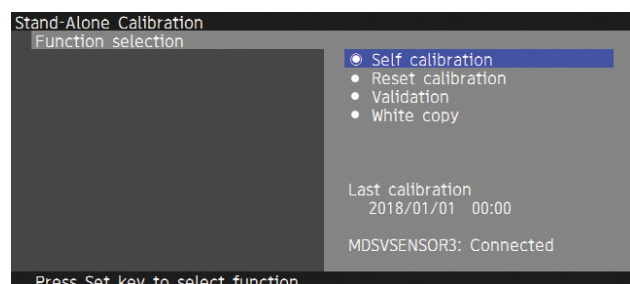 Stand-Alone Calibration
Function selection
Self calibration
Reset calibration
Validation
White copy
Last calibration
2018/01/01 00:00
MDSVSENSOR3: Connected
Press Set key to select function